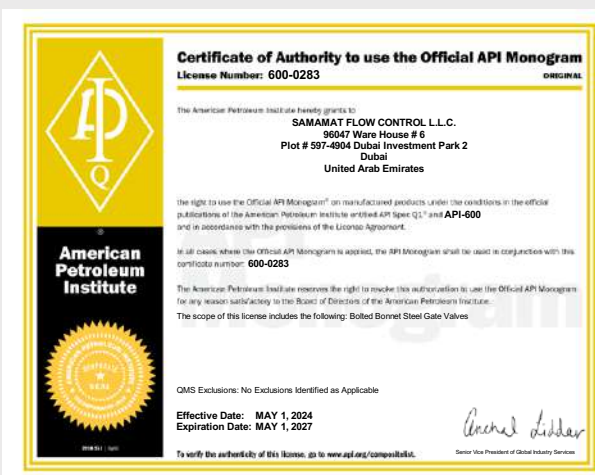 Certificate of Authority to use the Official API Monogram
License Number: 600-0283
ORIGINAL
The American Petroleum Institute hereby grants to
SAMAMAT FLOW CONTROL L.L.C.
96047 Ware House # 6
Plot # 597-4904 Dubai Investment Park 2
Dubai
United Arab Emirates
the right to use the Official API Monogram® on manufactured products under the conditions in the official
publications of the American Petroleum Institute entitled API Spec Q1® and API-600
and in accordance with the provisions of the License Agreement.
In all cases where the Official API Monogram is applied, the API Monogram shall be used in conjunction with this
certificate number: 600-0283
The American Petroleum Institute reserves the right to revoke this authorization to use the Official API Monogram
for any reason satisfactory to the Board of Directors of the American Petroleum Institute.
The scope of this license includes the following: Bolted Bonnet Steel Gate Valves
QMS Exclusions: No Exclusions Identified as Applicable
Effective Date: MAY 1, 2024
Expiration Date: MAY 1, 2027
Senior Vice President of Global Industry Services
To verify the authenticity of this license, go to www.api.org/compositelist.
API
Q
®
American
Petroleum
Institute